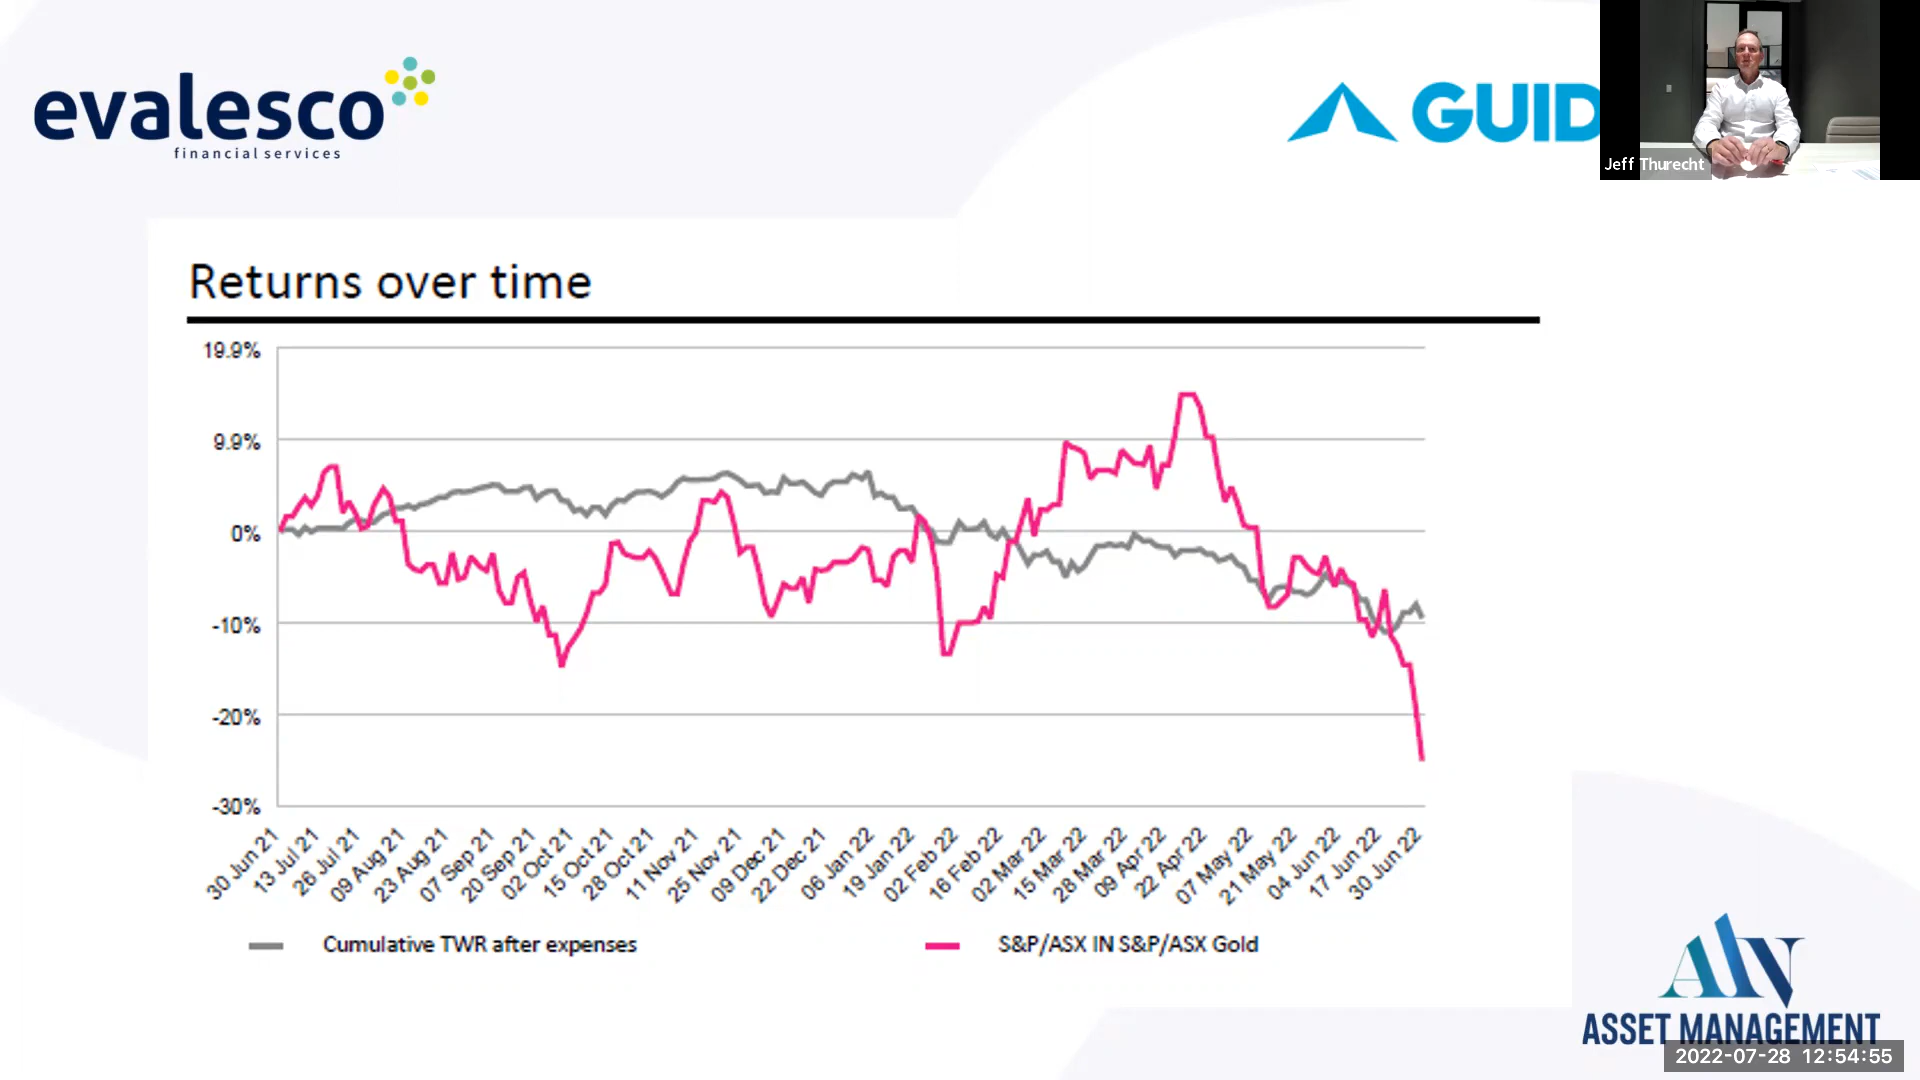 evalesco
financial services
GUID
Jeff Thurecht
Returns over time
19.9%
9.9%
0%
-10%
-20%
-30%
30 Jun 21
13 Jul 21
26 Jul 21
09 Aug 21
23 Aug 21
07 Sep 21
20 Sep 21
02 Oct 21
15 Oct 21
28 Oct 21
11 Nov 21
25 Nov 21
09 Dec 21
22 Dec 21
06 Jan 22
19 Jan 22
02 Feb 22
16 Feb 22
02 Mar 22
15 Mar 22
28 Mar 22
09 Apr 22
22 Apr 22
07 May 22
21 May 22
04 Jun 22
17 Jun 22
30 Jun 22
Cumulative TWR after expenses
S&P/ASX IN S&P/ASX Gold
ASSET MANAGEMENT
2022-07-28 12:54:55